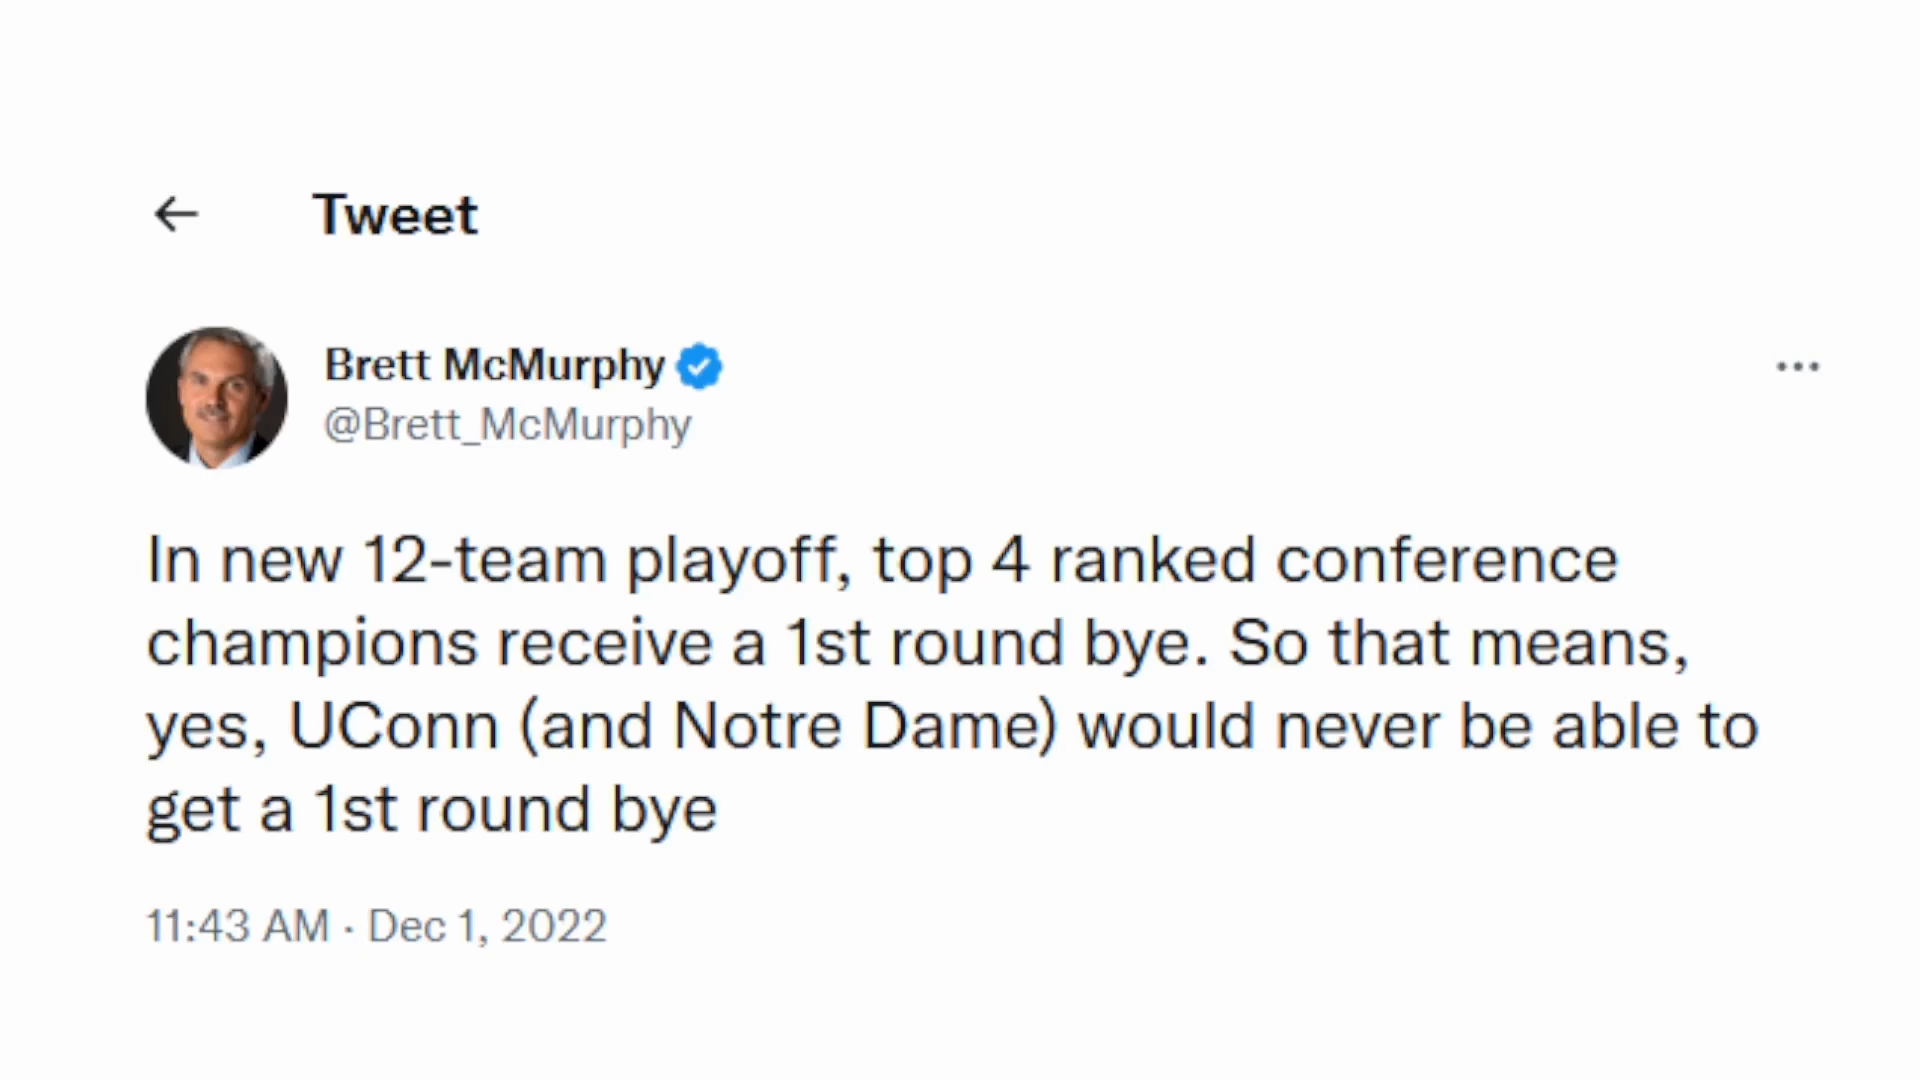 Tweet
Brett McMurphy
@Brett_McMurphy
In new 12-team playoff, top 4 ranked conference
champions receive a 1st round bye. So that means,
yes, UConn (and Notre Dame) would never be able to
get a 1st round bye
11:43 AM · Dec 1, 2022